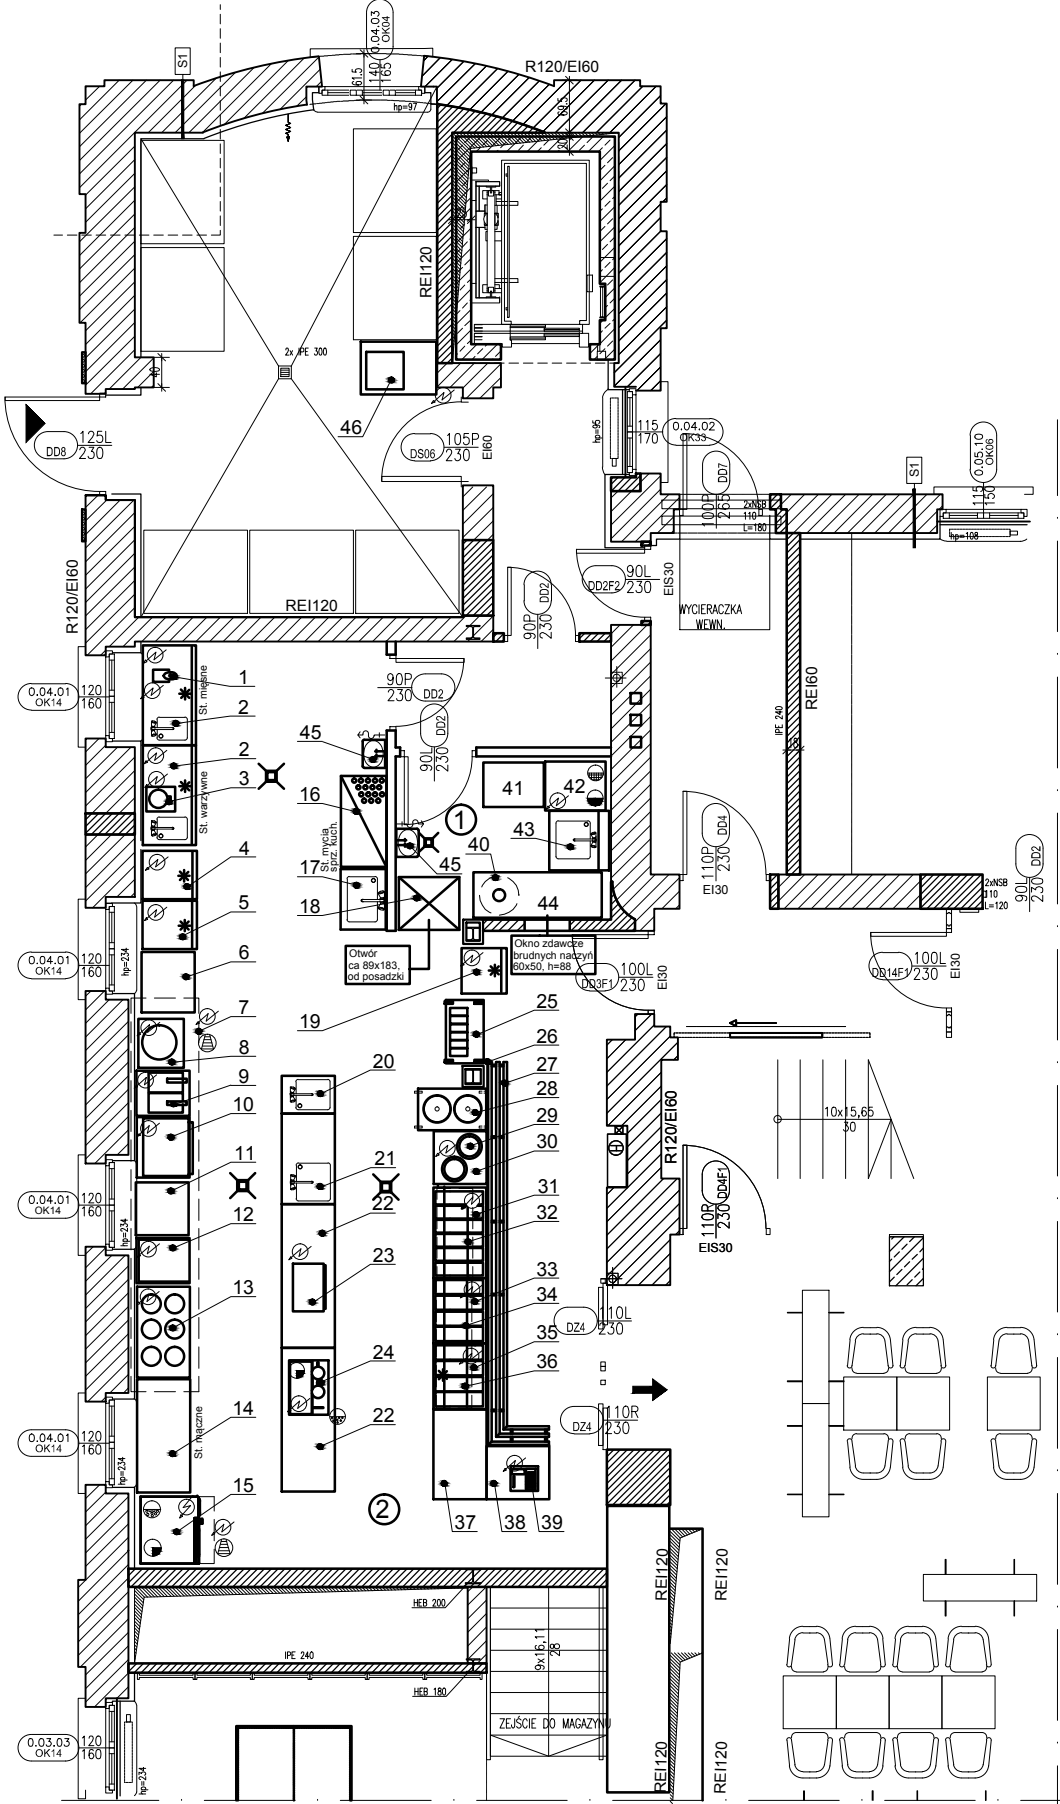 S1
0.04.03
OK04
140
165
61.5
hp=97
R120/EI60
69.5
20
REI120
2x IPE 300
40
46
DD8
125L
230
DS06
105P
230
EI60
hp=95
115
170
0.04.02
OK33
DD7
100P
265
2xNSB
110
L=180
S1
0.05.10
OK06
115
150
hp=108
R120/EI60
REI120
DD2
90P
230
DD2F2
90L
230
EIS30
WYCIERACZKA
WEWN.
REI60
IPE 240
18
0.04.01
OK14
120
160
St. mięsne
1
2
2
3
St. warzywne
90P
230
DD2
DD2
90L
230
45
16
St. mycia
sprz. kuch.
17
18
1
41
42
43
40
45
44
Otwór
ca 89x183,
od posadzki
Okno zdawcze
brudnych naczyń
60x50, h=88
DD4
110P
230
EI30
DD2
90L
230
2xNSB
110
L=120
4
5
6
0.04.01
OK14
120
160
hp=234
7
8
9
10
11
12
13
14
15
19
20
21
22
23
24
22
25
26
27
28
29
30
31
32
33
34
35
36
37
38
39
DD3F1
100L
230
EI30
DD14F1
100L
230
EI30
R120/EI60
10x15,65
30
DD4F1
110R
230
EIS30
0.04.01
OK14
120
160
hp=234
DZ4
110L
230
DZ4
110R
230
0.04.01
OK14
120
160
hp=234
St. mączne
2
HEB 200
IPE 240
HEB 180
9x16,11
28
ZEJŚCIE DO MAGAZYNU
REI120
REI120
REI120
REI120
0.03.03
OK14
120
160
hp=234